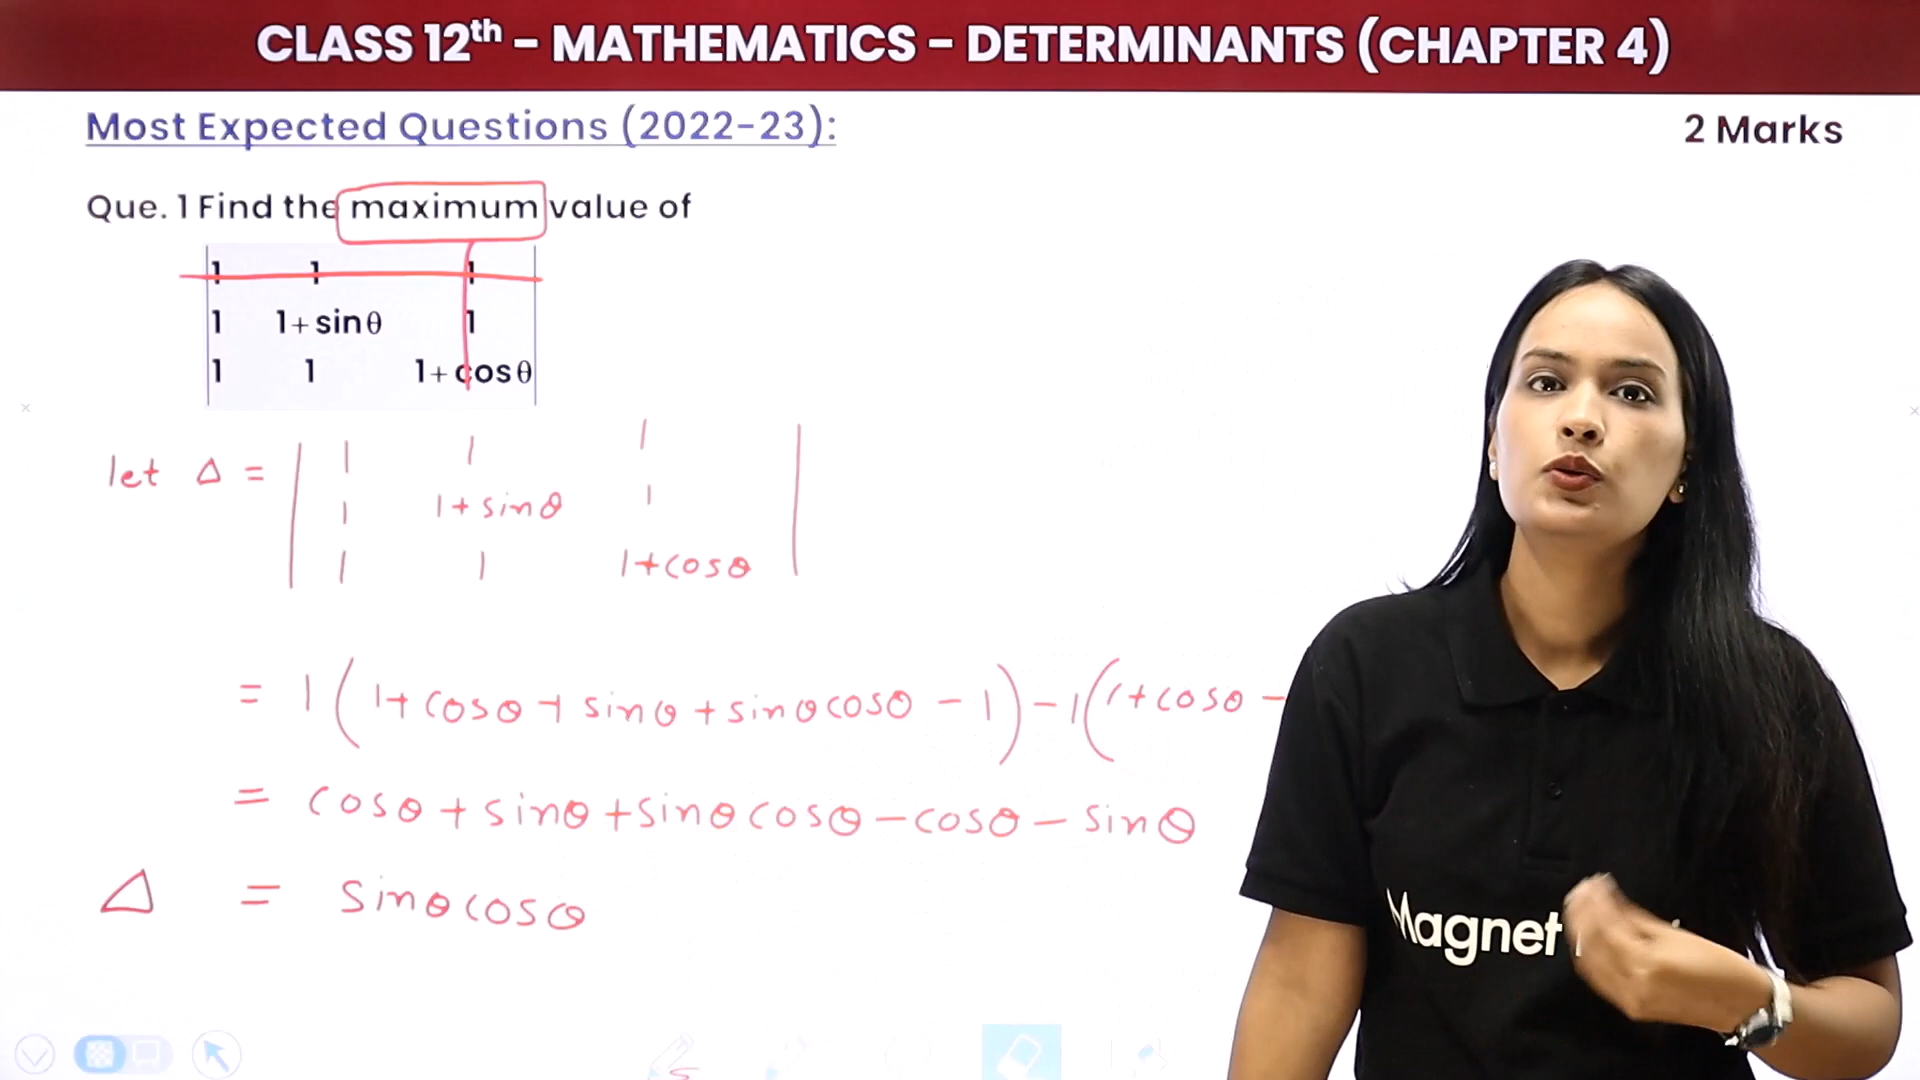 CLASS 12th – MATHEMATICS – DETERMINANTS (CHAPTER 4)
Most Expected Questions (2022-23):
2 Marks
Que. 1 Find the maximum value of
1 1 1
1 1+ sinθ 1
1 1 1+ cosθ
let Δ = | 1 1 1 |
1 1+ sinθ 1
1 1 1+cosθ
= 1 ( 1+ cosθ + sinθ + sinθcosθ - 1 ) - 1 ( 1+ cosθ -
= cosθ + sinθ + sinθcosθ - cosθ - sinθ
Δ = sinθcosθ
Magnet